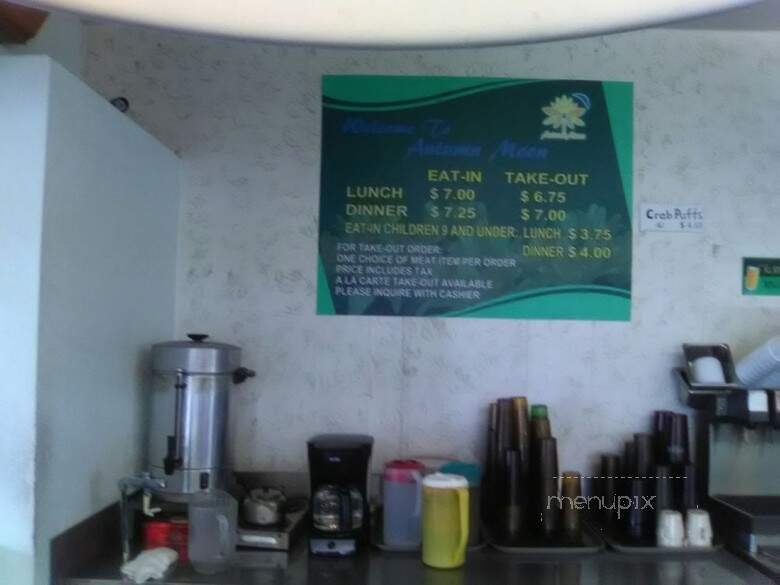 Welcome To
Autumn Moon
EAT-IN TAKE-OUT
LUNCH $ 7.00 $ 6.75
DINNER $ 7.25 $ 7.00
EAT-IN CHILDREN 9 AND UNDER: LUNCH $ 3.75
DINNER $ 4.00
FOR TAKE-OUT ORDER:
ONE CHOICE OF MEAT ITEM PER ORDER
PRICE INCLUDES TAX
A LA CARTE TAKE-OUT AVAILABLE
PLEASE INQUIRE WITH CASHIER
Crab Puffs
menupix